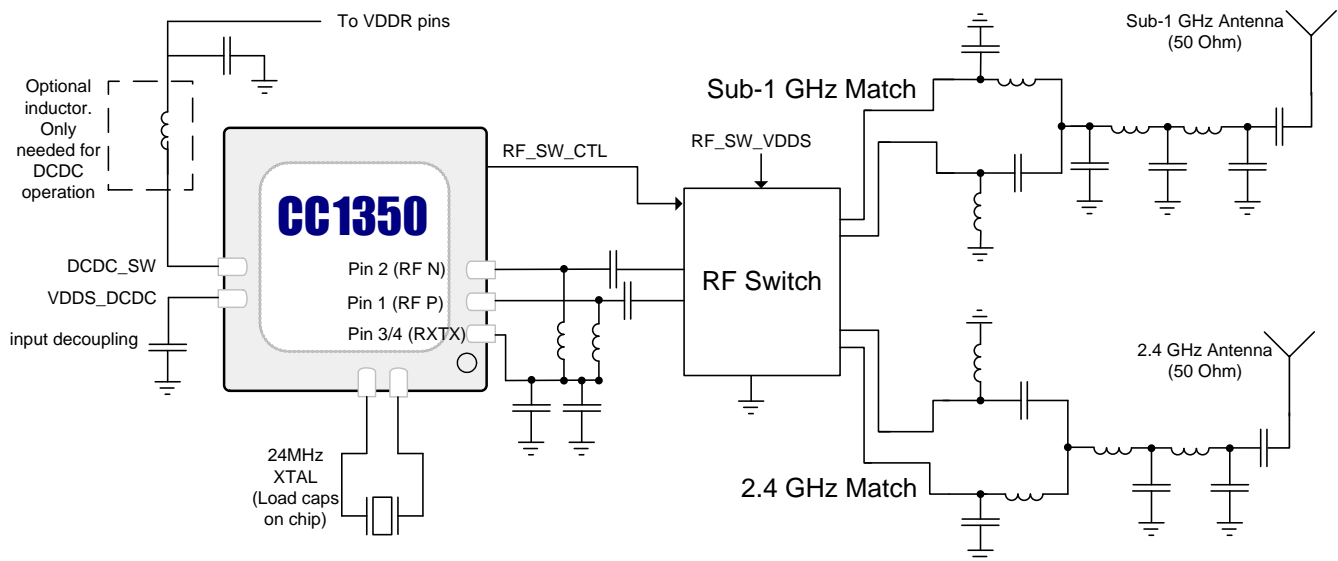 To VDDR pins
Optional
inductor.
Only
needed for
DCDC
operation
DCDC_SW
VDDS_DCDC
input decoupling
CC1350
Pin 2 (RF N)
Pin 1 (RF P)
Pin 3/4 (RXTX)
24MHz
XTAL
(Load caps
on chip)
RF_SW_CTL
RF_SW_VDDS
RF Switch
Sub-1 GHz Match
Sub-1 GHz Antenna
(50 Ohm)
2.4 GHz Antenna
(50 Ohm)
2.4 GHz Match